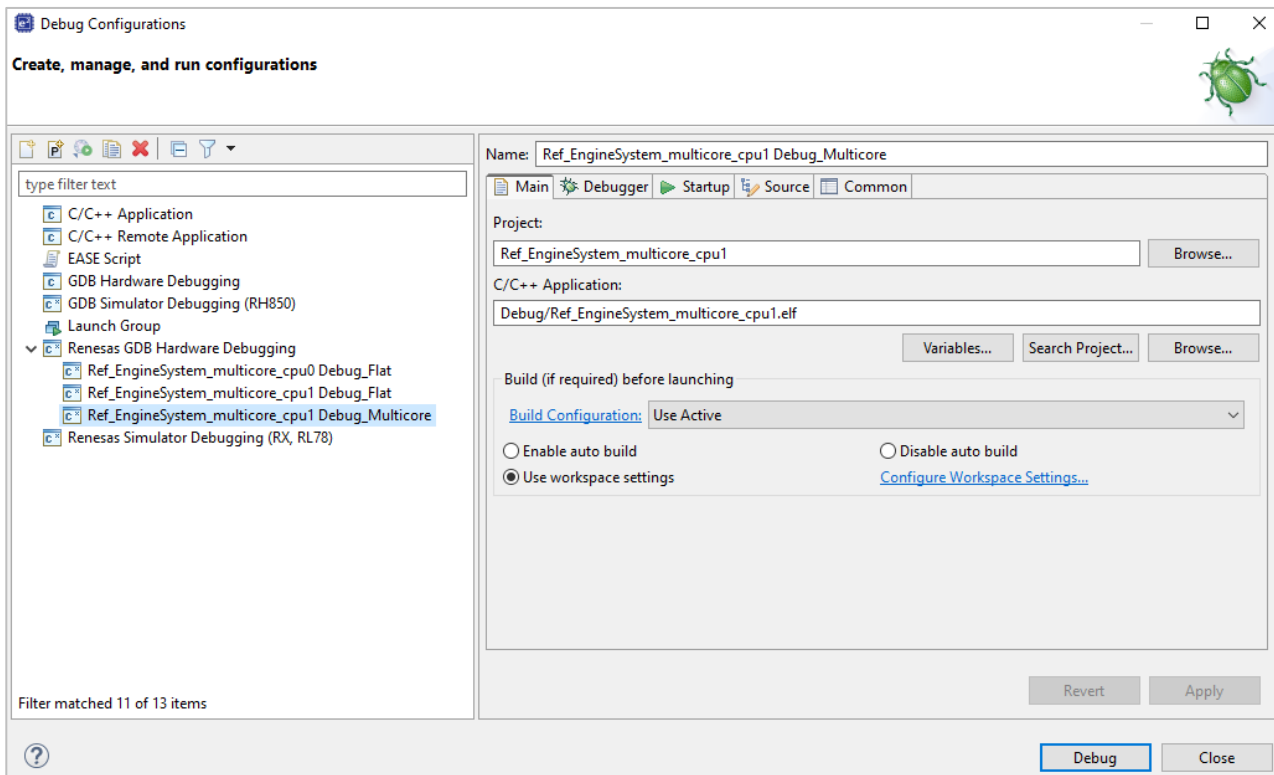 Debug Configurations
Create, manage, and run configurations
type filter text
C/C++ Application
C/C++ Remote Application
EASE Script
GDB Hardware Debugging
GDB Simulator Debugging (RH850)
Launch Group
Renesas GDB Hardware Debugging
Ref_EngineSystem_multicore_cpu0 Debug_Flat
Ref_EngineSystem_multicore_cpu1 Debug_Flat
Ref_EngineSystem_multicore_cpu1 Debug_Multicore
Renesas Simulator Debugging (RX, RL78)
Filter matched 11 of 13 items
Name: Ref_EngineSystem_multicore_cpu1 Debug_Multicore
Main Debugger Startup Source Common
Project:
Ref_EngineSystem_multicore_cpu1 Browse...
C/C++ Application:
Debug/Ref_EngineSystem_multicore_cpu1.elf
Variables... Search Project... Browse...
Build (if required) before launching
Build Configuration: Use Active
Enable auto build Disable auto build
Use workspace settings Configure Workspace Settings...
Revert Apply
Debug Close